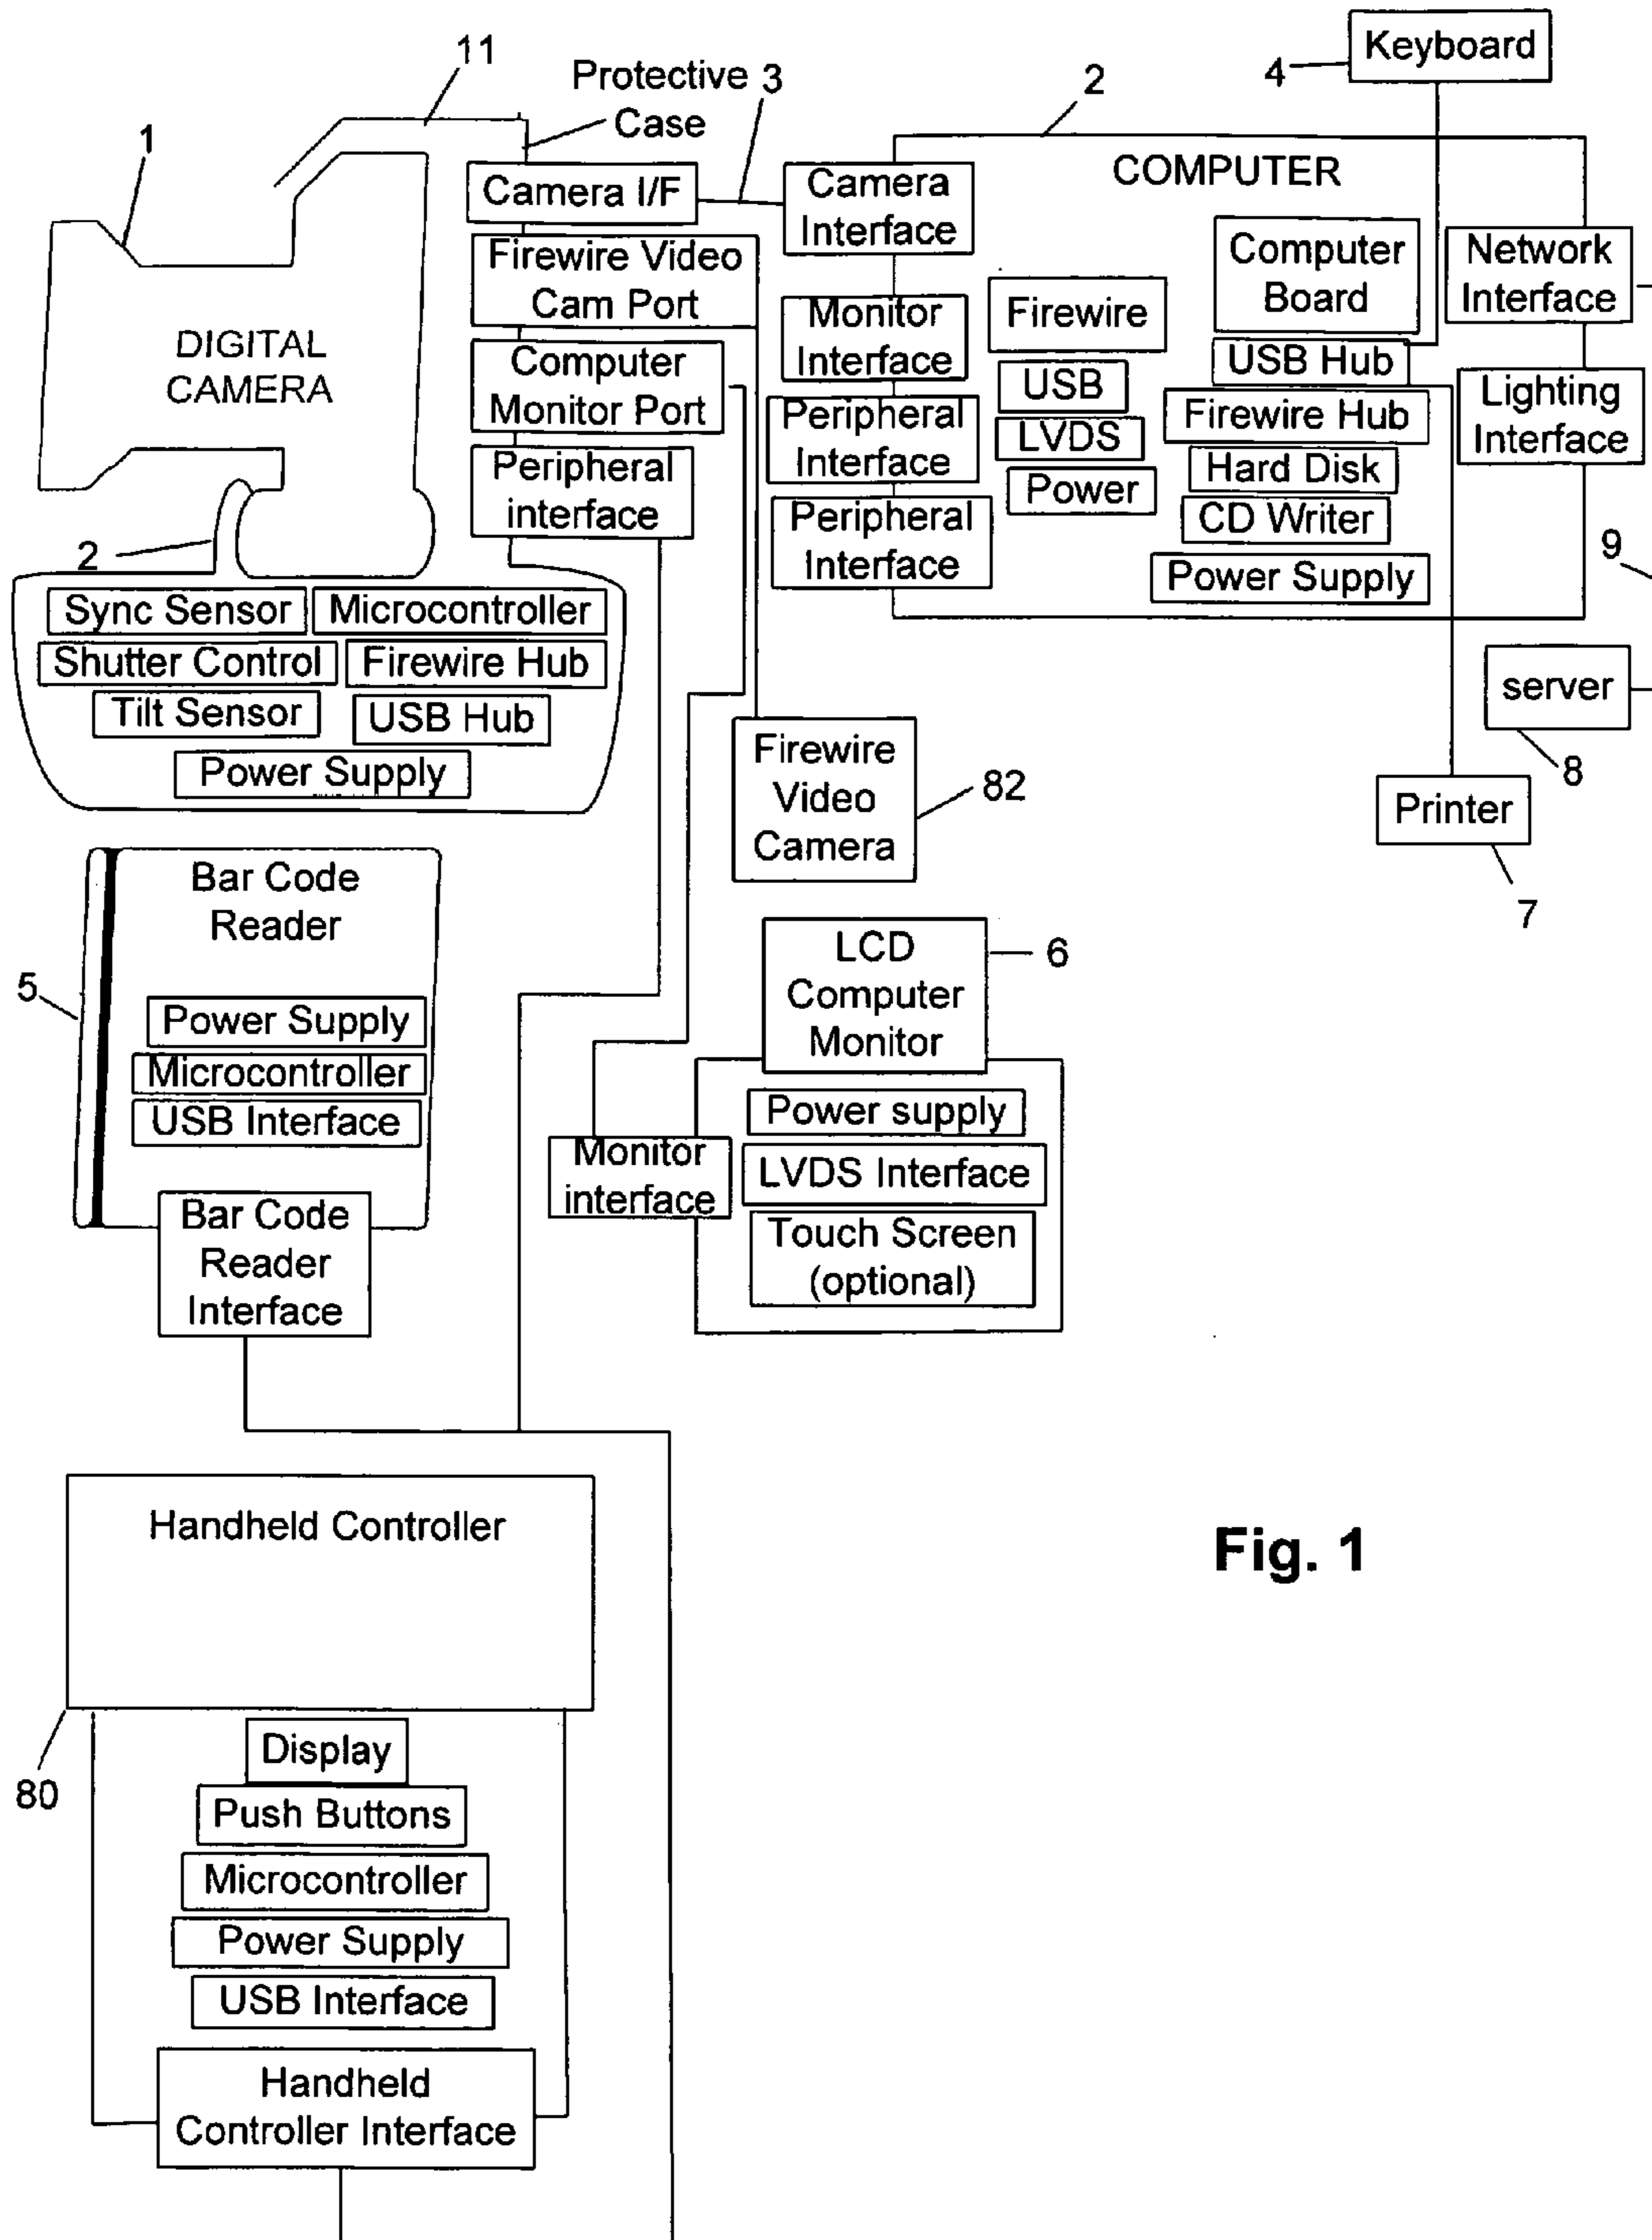 11
1
Protective
Case
3
2
4
Keyboard
DIGITAL
CAMERA
Camera I/F
Firewire Video
Cam Port
Computer
Monitor Port
Peripheral
interface
COMPUTER
Camera
Interface
Monitor
Interface
Peripheral
Interface
Peripheral
Interface
Firewire
USB
LVDS
Power
Computer
Board
USB Hub
Firewire Hub
Hard Disk
CD Writer
Power Supply
Network
Interface
Lighting
Interface
9
2
Sync Sensor
Microcontroller
Shutter Control
Firewire Hub
Tilt Sensor
USB Hub
Power Supply
server
8
Printer
7
Firewire
Video
Camera
82
Bar Code
Reader
5
Power Supply
Microcontroller
USB Interface
Bar Code
Reader
Interface
LCD
Computer
Monitor
6
Power supply
Monitor
interface
LVDS Interface
Touch Screen
(optional)
Handheld Controller
80
Display
Push Buttons
Microcontroller
Power Supply
USB Interface
Handheld
Controller Interface
Fig. 1